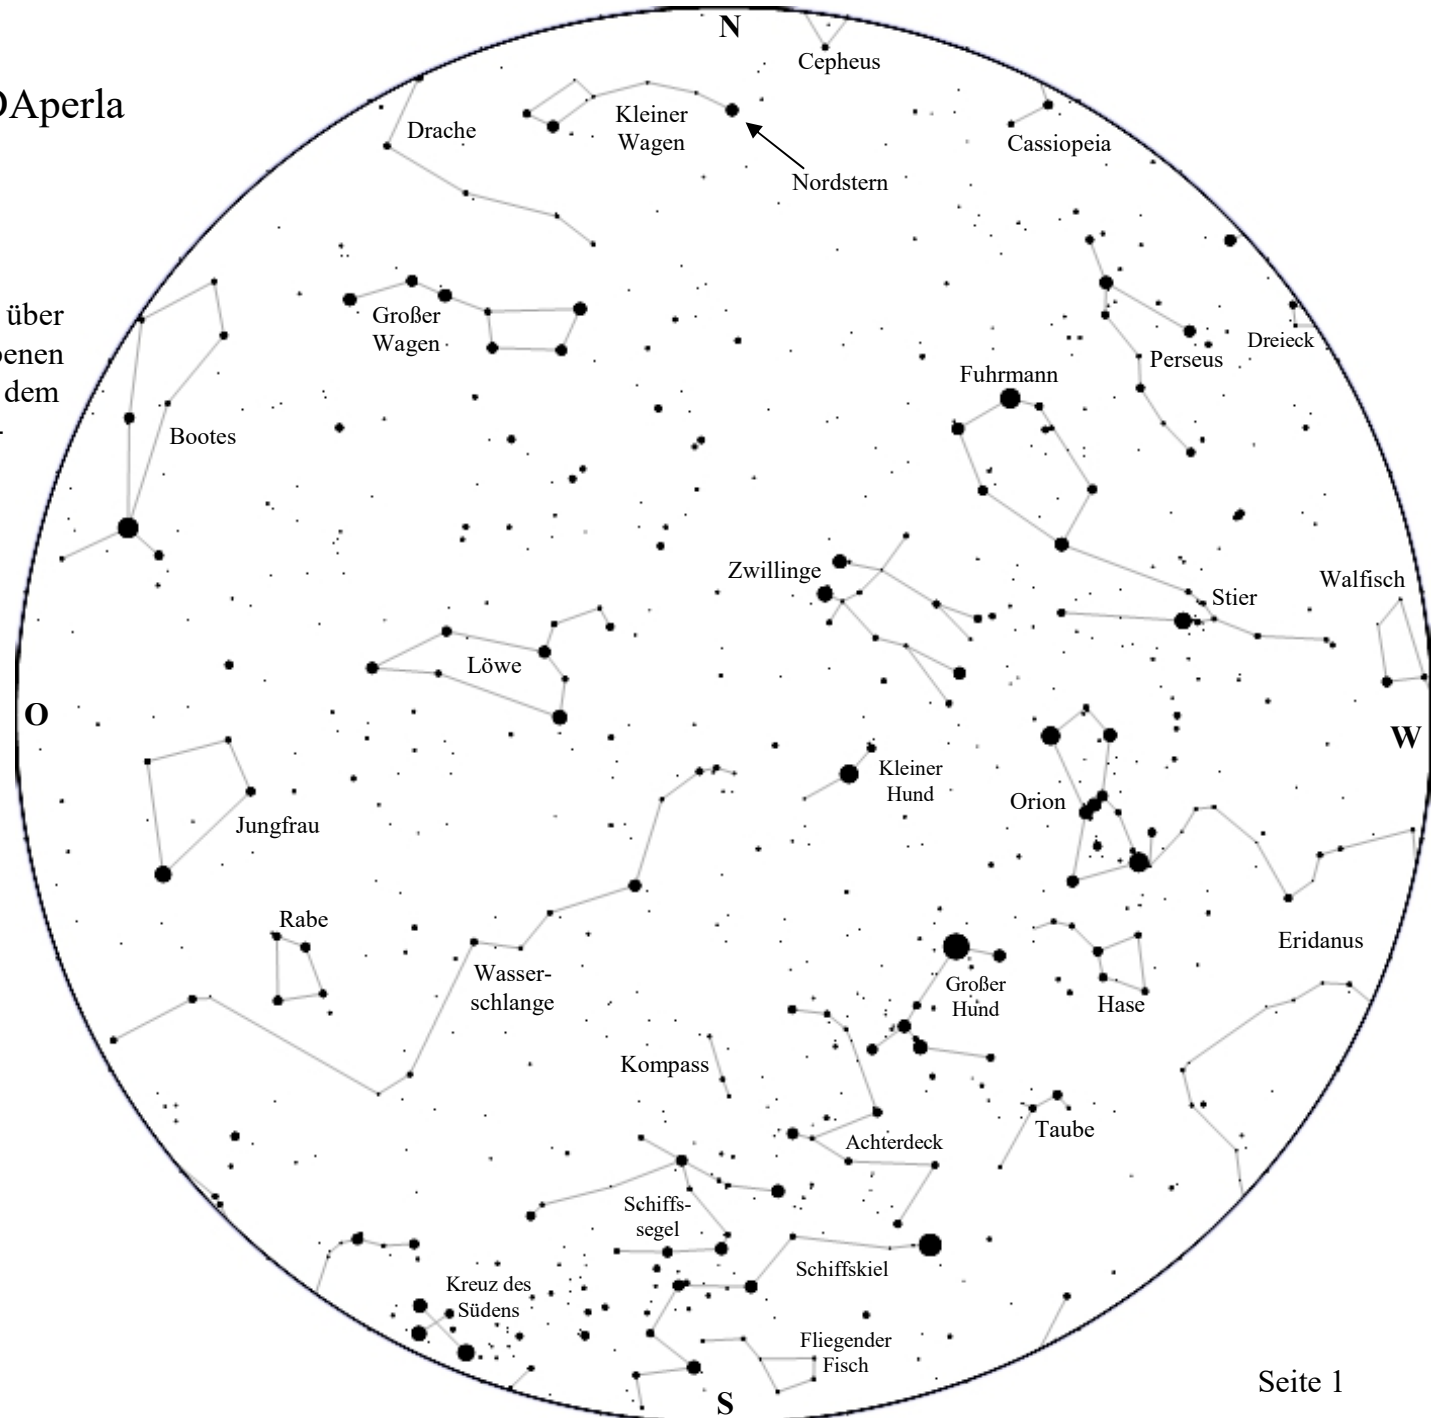 N
Cepheus
DAperla
Kleiner
Wagen
Drache
Cassiopeia
Nordstern
über
benen
dem
Großer
Wagen
Dreieck
Perseus
Fuhrmann
Bootes
Zwillinge
Walfisch
Stier
Löwe
O
W
Kleiner
Hund
Orion
Jungfrau
Rabe
Eridanus
Wasser-
schlange
Großer
Hund
Hase
Kompass
Taube
Achterdeck
Schiffs-
segel
Schiffskiel
Kreuz des
Südens
Fliegender
Fisch
Seite 1
S